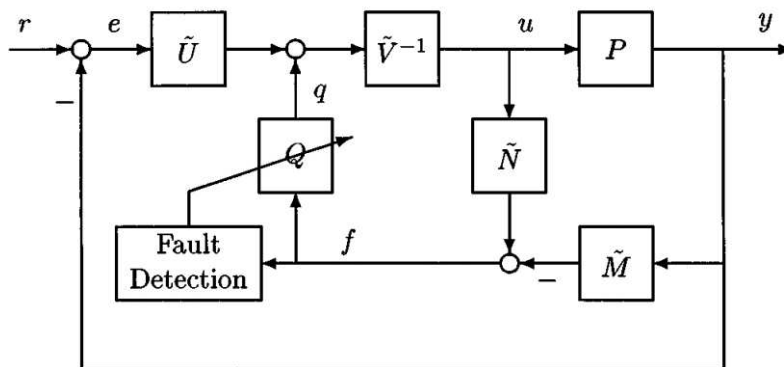 r
e
Ũ
Ṽ⁻¹
u
P
y
−
q
Q
Ñ
Fault
Detection
f
−
M̃